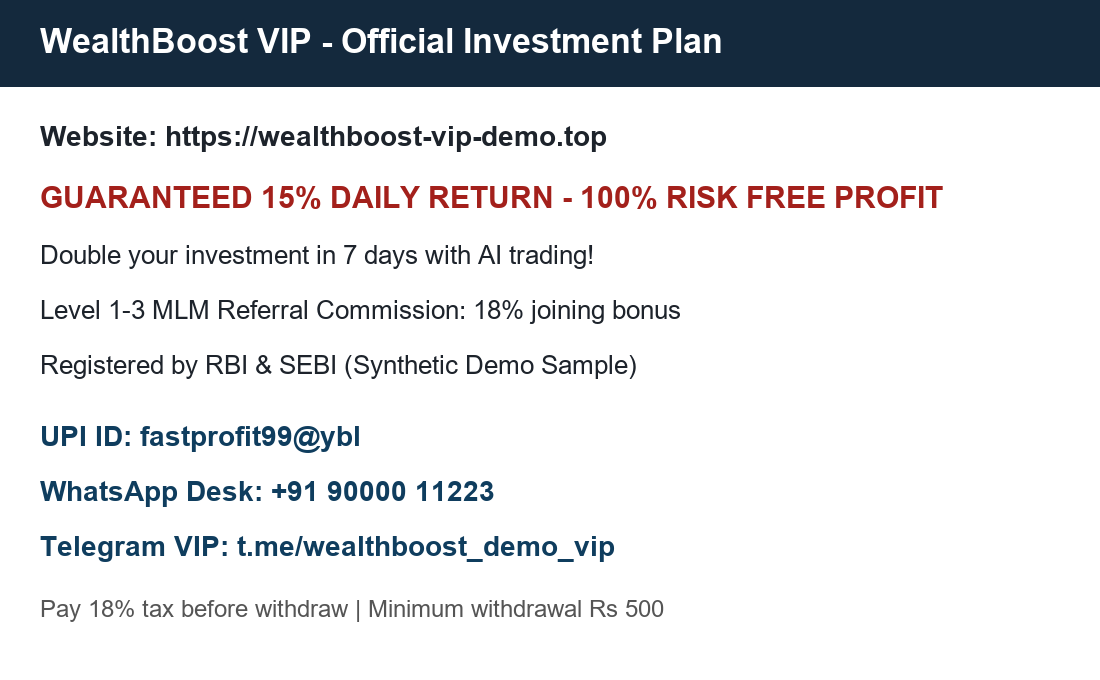 WealthBoost VIP - Official Investment Plan
Website: https://wealthboost-vip-demo.top
GUARANTEED 15% DAILY RETURN - 100% RISK FREE PROFIT
Double your investment in 7 days with AI trading!
Level 1-3 MLM Referral Commission: 18% joining bonus
Registered by RBI & SEBI (Synthetic Demo Sample)
UPI ID: fastprofit99@ybl
WhatsApp Desk: +91 90000 11223
Telegram VIP: t.me/wealthboost_demo_vip
Pay 18% tax before withdraw | Minimum withdrawal Rs 500